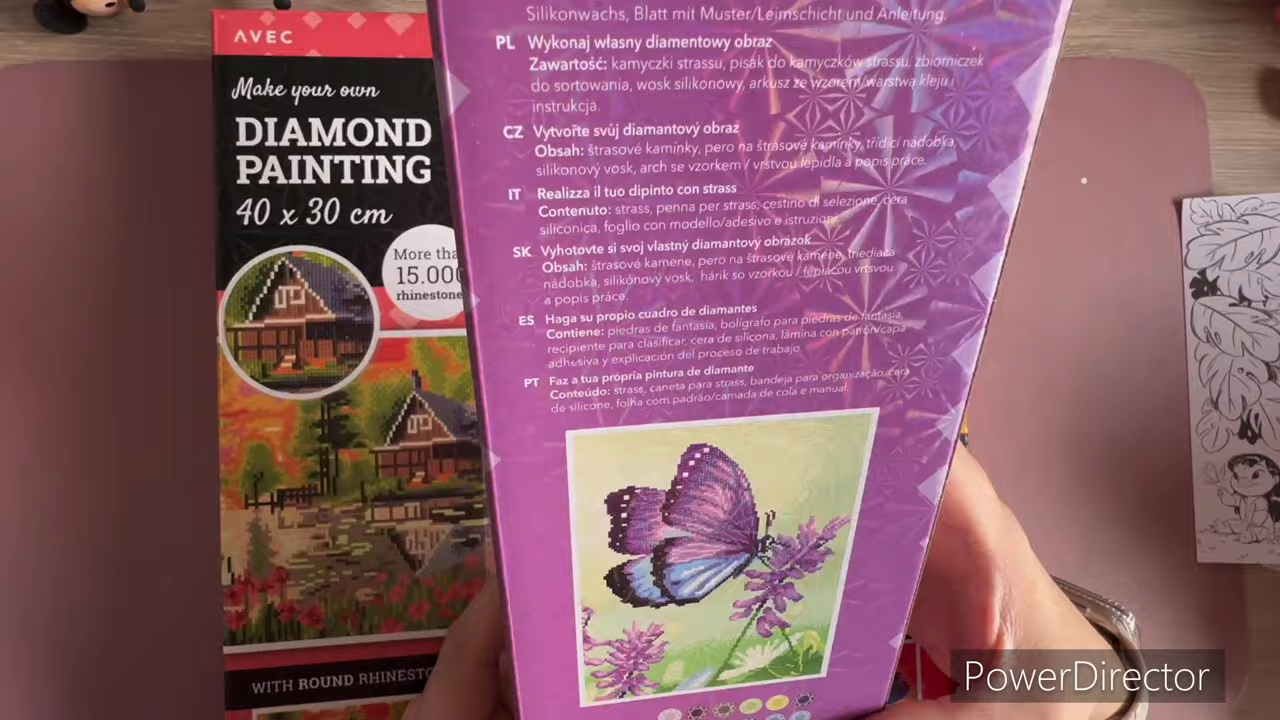 AVEC
Make your own
DIAMOND
PAINTING
40 x 30 cm
More
15.000
rhinestone
WITH ROUND
Silikonwachs, Blatt mit Muster/Leimschicht und Anleitung.
PL Wykonaj własny diamentowy obraz
Zawartość: kamyczki strassu, pisak do kamyczków strassu, zbiorniczek
do sortowania, wosk silikonowy, arkusz ze wzorem/warstwą kleju i
instrukcja.
CZ Vytvořte svůj diamantový obraz
Obsah: štrasové kamínky, pero na štrasové kamínky, třídicí nádobka,
silikonový vosk, arch se vzorkem / vrstvou lepidla a popis práce.
IT Realizza il tuo dipinto con strass
Contenuto: strass, penna per strass, cestino di selezione, cera
siliconica, foglio con modello/adesivo e istruzioni.
SK Vyhotovte si svoj vlastný diamantový obrázok
Obsah: štrasové kamene, pero na štrasové kamene, triediaca
nádobka, silikónový vosk, hárik so vzorkou / lepiacou vrstvou
a popis práce.
ES Haga su propio cuadro de diamantes
Contiene: piedras de fantasía, bolígrafo para piedras de fantasía,
recipiente para clasificar, cera de silicona, lámina con patrón/capa
adhesiva y explicación del proceso de trabajo.
PT Faz a tua própria pintura de diamante
Conteúdo: strass, caneta para strass, bandeja para organização, cera
de silicone, folha com padrão/camada de cola e manual.
PowerDirector